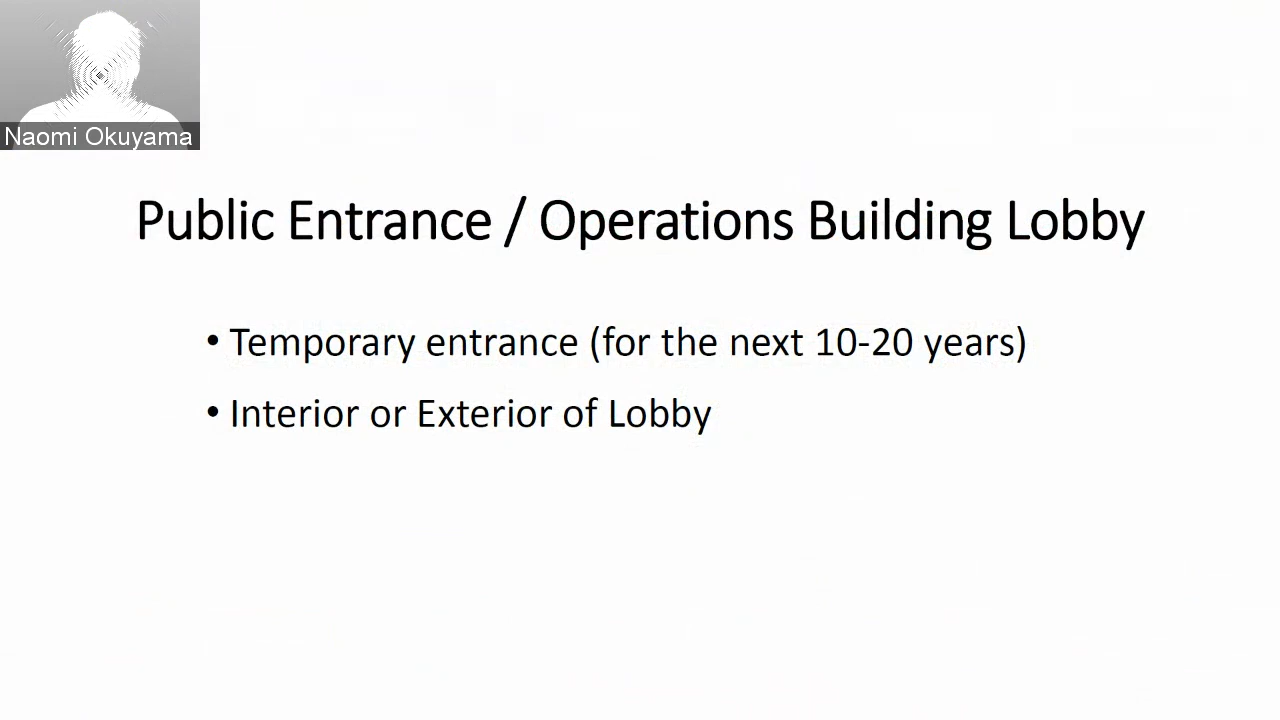 Naomi Okuyama
Public Entrance / Operations Building Lobby
• Temporary entrance (for the next 10-20 years)
• Interior or Exterior of Lobby